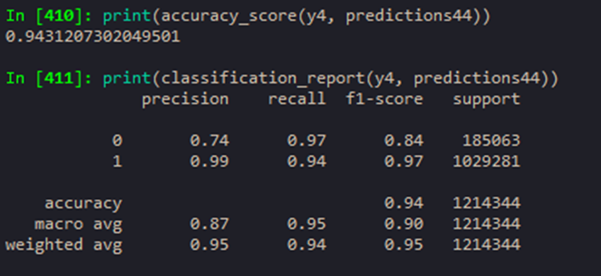 In [410]: print(accuracy_score(y4, predictions44))
0.9431207302049501
In [411]: print(classification_report(y4, predictions44))
precision recall f1-score support
0 0.74 0.97 0.84 185063
1 0.99 0.94 0.97 1029281
accuracy 0.94 1214344
macro avg 0.87 0.95 0.90 1214344
weighted avg 0.95 0.94 0.95 1214344